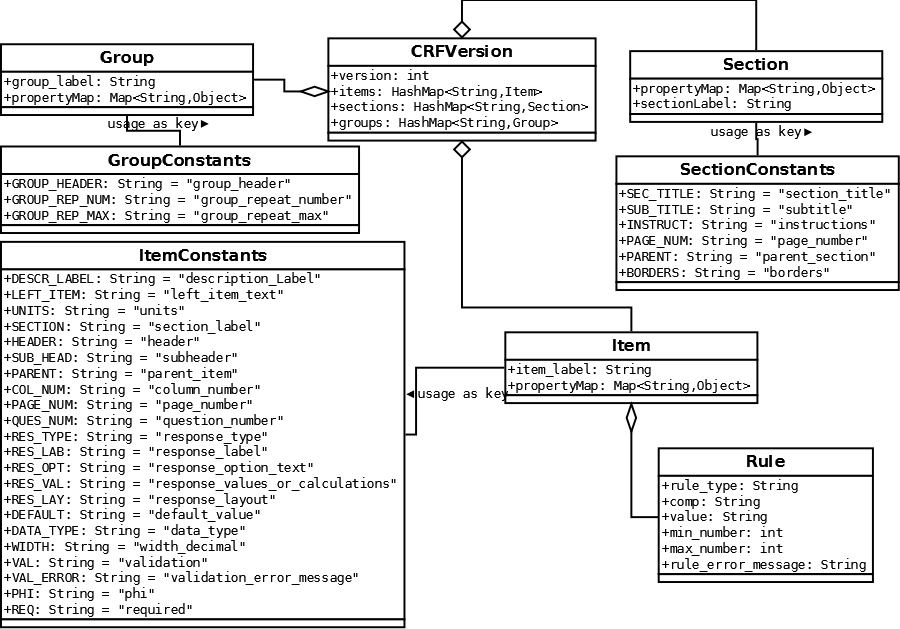 Group
+group_label: String
+propertyMap: Map<String,Object>
usage as key
GroupConstants
+GROUP_HEADER: String = "group_header"
+GROUP_REP_NUM: String = "group_repeat_number"
+GROUP_REP_MAX: String = "group_repeat_max"
CRFVersion
+version: int
+items: HashMap<String,Item>
+sections: HashMap<String,Section>
+groups: HashMap<String,Group>
Section
+propertyMap: Map<String,Object>
+sectionLabel: String
usage as key
SectionConstants
+SEC_TITLE: String = "section_title"
+SUB_TITLE: String = "subtitle"
+INSTRUCT: String = "instructions"
+PAGE_NUM: String = "page_number"
+PARENT: String = "parent_section"
+BORDERS: String = "borders"
ItemConstants
+DESCR_LABEL: String = "description_Label"
+LEFT_ITEM: String = "left_item_text"
+UNITS: String = "units"
+SECTION: String = "section_label"
+HEADER: String = "header"
+SUB_HEAD: String = "subheader"
+PARENT: String = "parent_item"
+COL_NUM: String = "column_number"
+PAGE_NUM: String = "page_number"
+QUES_NUM: String = "question_number"
+RES_TYPE: String = "response_type"
+RES_LAB: String = "response_label"
+RES_OPT: String = "response_option_text"
+RES_VAL: String = "response_values_or_calculations"
+RES_LAY: String = "response_layout"
+DEFAULT: String = "default_value"
+DATA_TYPE: String = "data_type"
+WIDTH: String = "width_decimal"
+VAL: String = "validation"
+VAL_ERROR: String = "validation_error_message"
+PHI: String = "phi"
+REQ: String = "required"
usage as key
Item
+item_label: String
+propertyMap: Map<String,Object>
Rule
+rule_type: String
+comp: String
+value: String
+min_number: int
+max_number: int
+rule_error_message: String